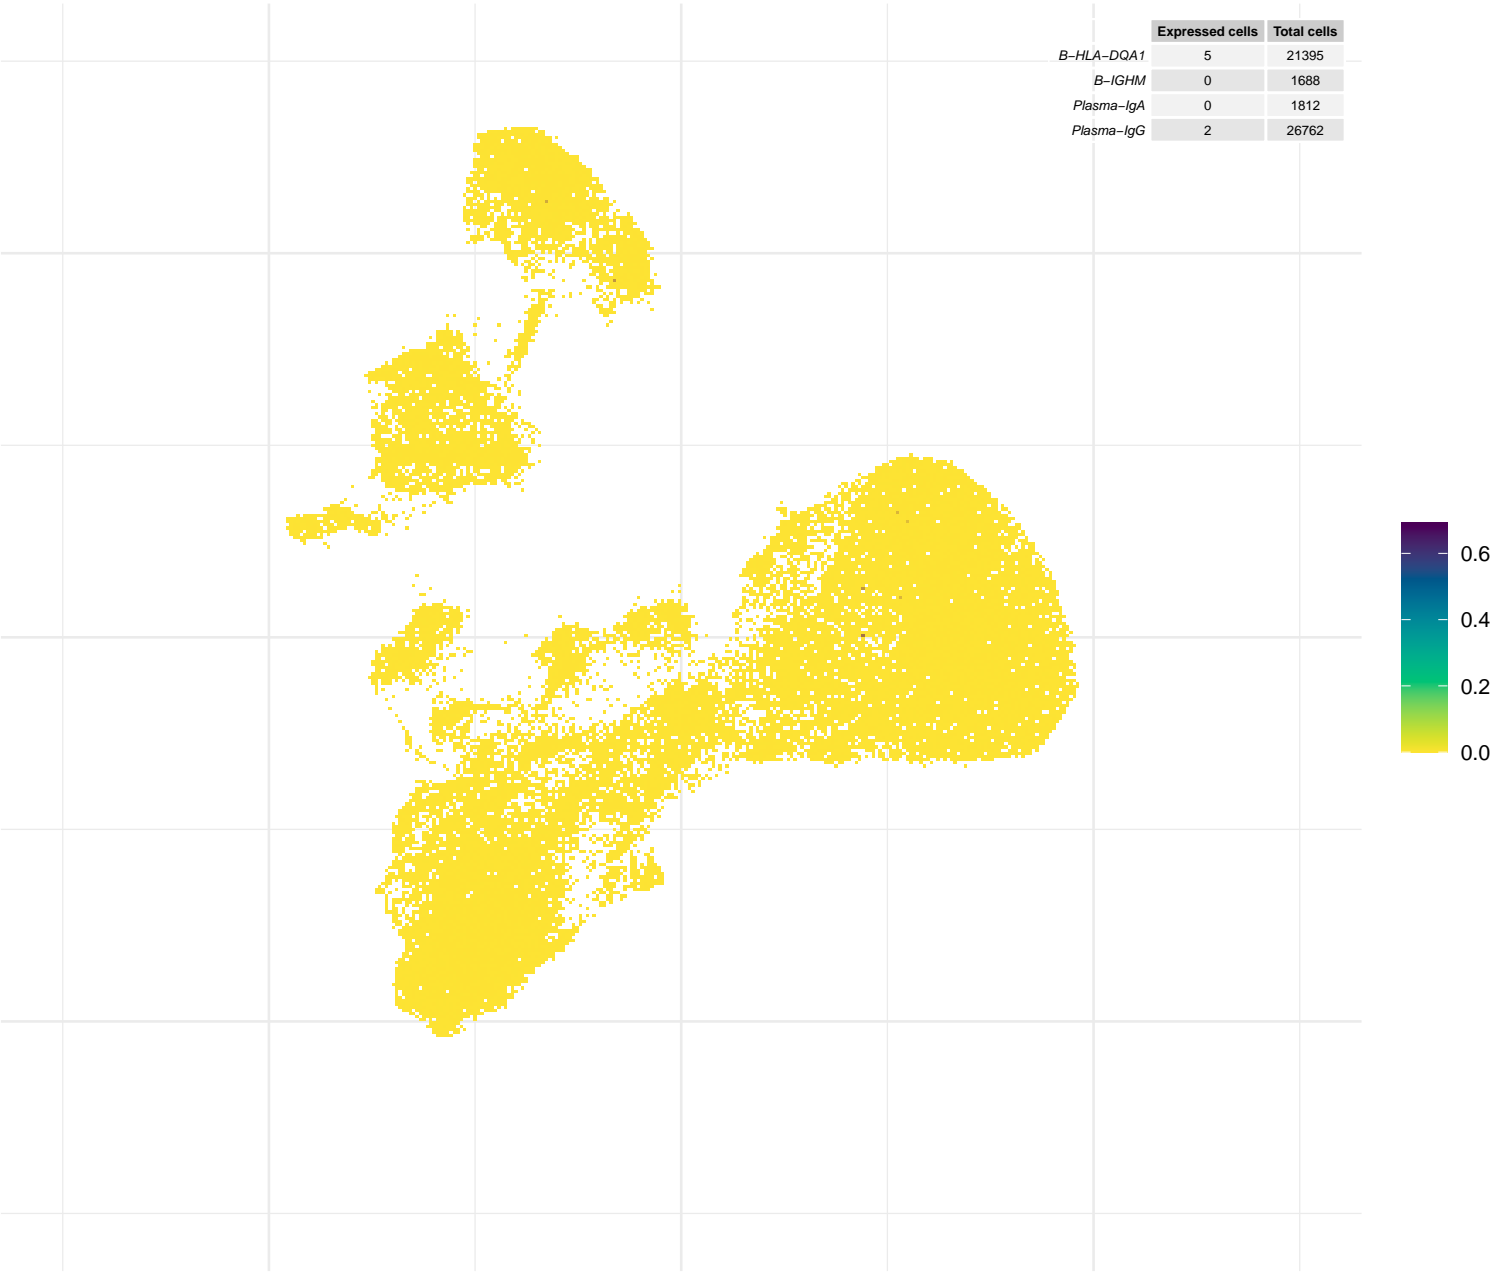 Expressed cells Total cells
B−HLA−DQA1 5 21395
B−IGHM 0 1688
Plasma−IgA 0 1812
Plasma−IgG 2 26762
0.6
0.4
0.2
0.0